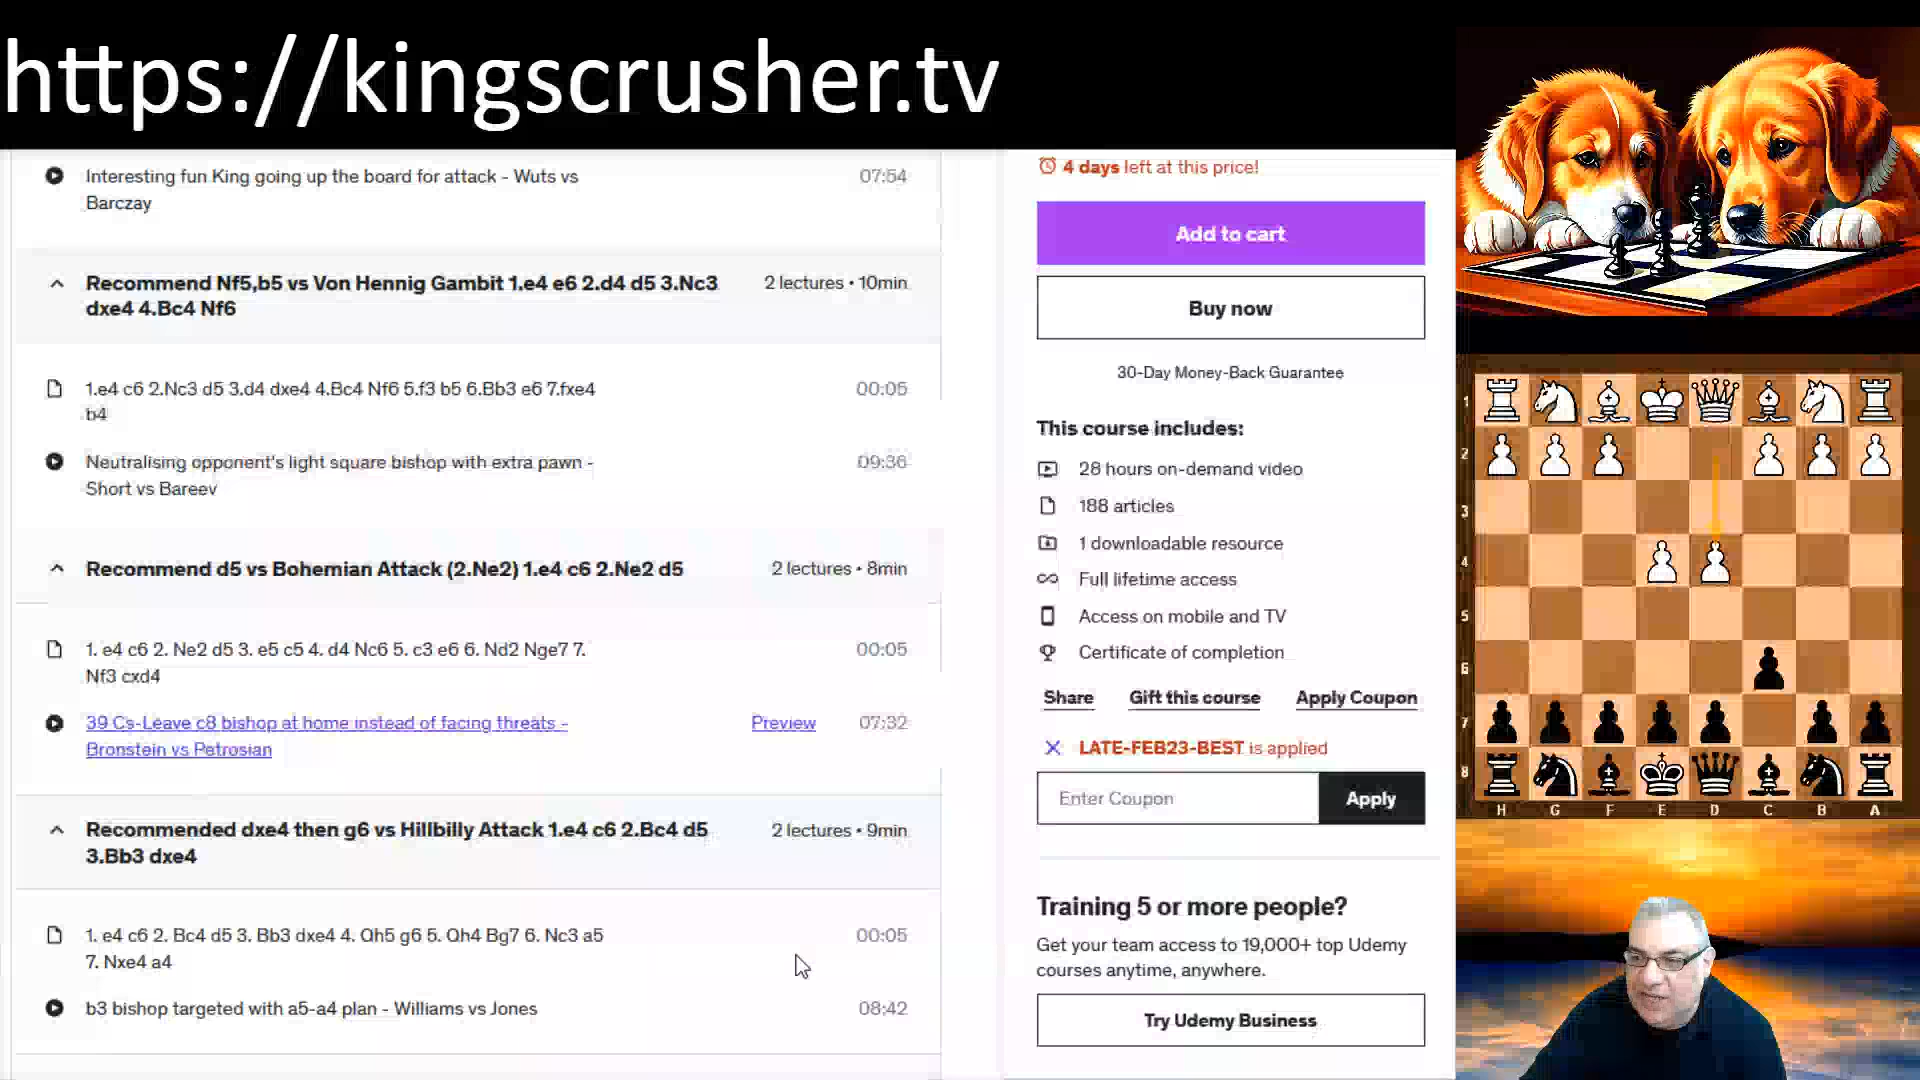 https://kingscrusher.tv
Interesting fun King going up the board for attack - Wuts vs
Barczay
07:54
Recommend Nf5,b5 vs Von Hennig Gambit 1.e4 e6 2.d4 d5 3.Nc3
dxe4 4.Bc4 Nf6
2 lectures • 10min
1.e4 c6 2.Nc3 d5 3.d4 dxe4 4.Bc4 Nf6 5.f3 b5 6.Bb3 e6 7.fxe4
b4
00:05
Neutralising opponent's light square bishop with extra pawn -
Short vs Bareev
09:36
Recommend d5 vs Bohemian Attack (2.Ne2) 1.e4 c6 2.Ne2 d5
2 lectures • 8min
1. e4 c6 2. Ne2 d5 3. e5 c5 4. d4 Nc6 5. c3 e6 6. Nd2 Nge7 7.
Nf3 cxd4
00:05
39 Cs-Leave c8 bishop at home instead of facing threats -
Bronstein vs Petrosian
Preview
07:32
Recommended dxe4 then g6 vs Hillbilly Attack 1.e4 c6 2.Bc4 d5
3.Bb3 dxe4
2 lectures • 9min
1. e4 c6 2. Bc4 d5 3. Bb3 dxe4 4. Qh5 g6 5. Qh4 Bg7 6. Nc3 a5
7. Nxe4 a4
00:05
b3 bishop targeted with a5-a4 plan - Williams vs Jones
08:42
4 days left at this price!
Add to cart
Buy now
30-Day Money-Back Guarantee
This course includes:
28 hours on-demand video
188 articles
1 downloadable resource
Full lifetime access
Access on mobile and TV
Certificate of completion
Share Gift this course Apply Coupon
LATE-FEB23-BEST is applied
Enter Coupon
Apply
Training 5 or more people?
Get your team access to 19,000+ top Udemy
courses anytime, anywhere.
Try Udemy Business
1
2
3
4
5
6
7
8
H G F E D C B A